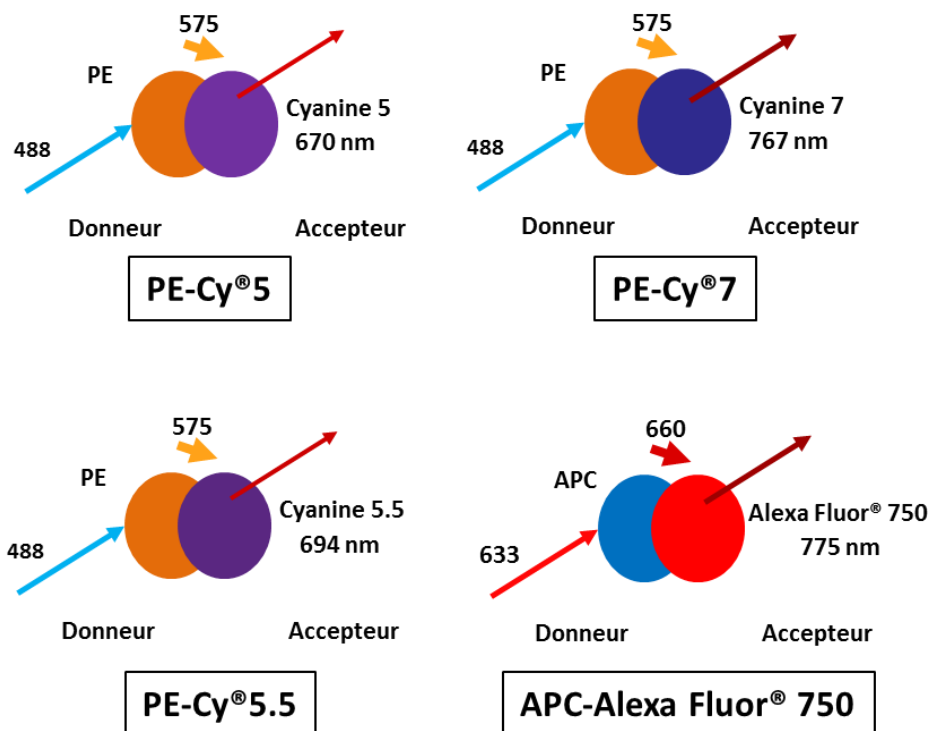 575
PE
Cyanine 5
670 nm
488
Donneur
Accepteur
PE-Cy®5
575
PE
Cyanine 7
767 nm
488
Donneur
Accepteur
PE-Cy®7
575
PE
Cyanine 5.5
694 nm
488
Donneur
Accepteur
PE-Cy®5.5
660
APC
Alexa Fluor® 750
775 nm
633
Donneur
Accepteur
APC-Alexa Fluor® 750